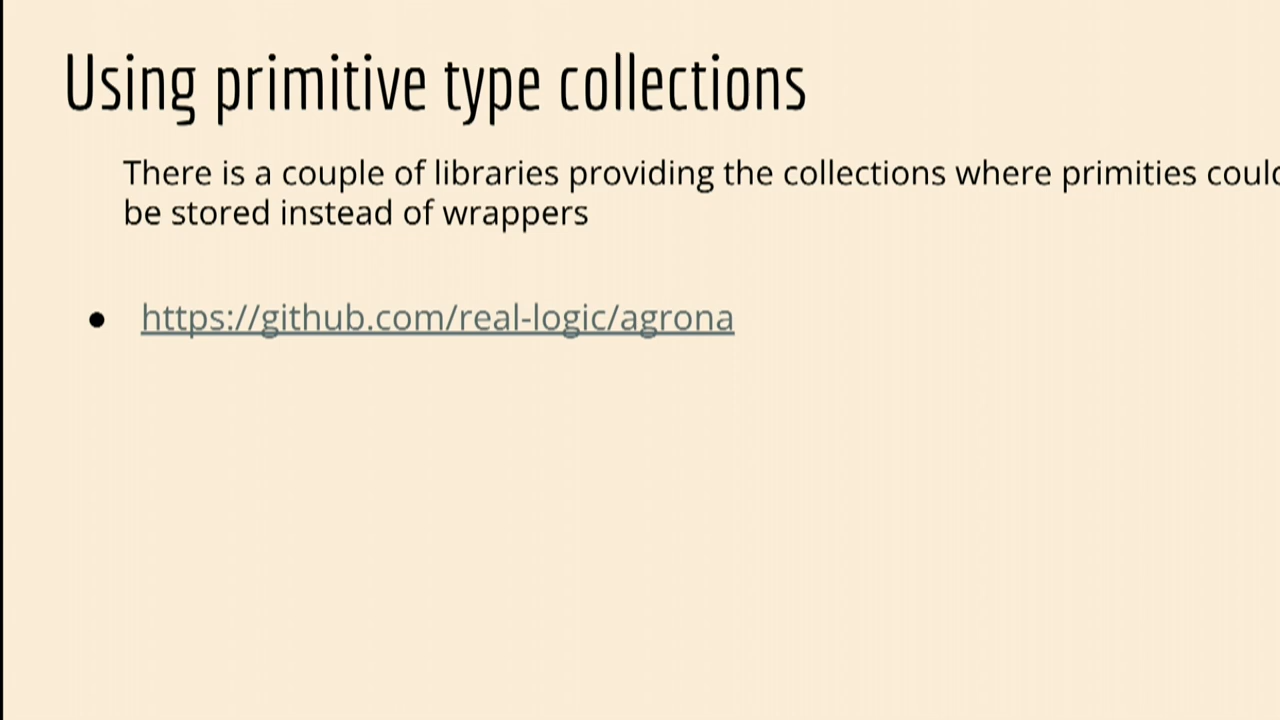 Using primitive type collections
There is a couple of libraries providing the collections where primities could
be stored instead of wrappers
● https://github.com/real-logic/agrona